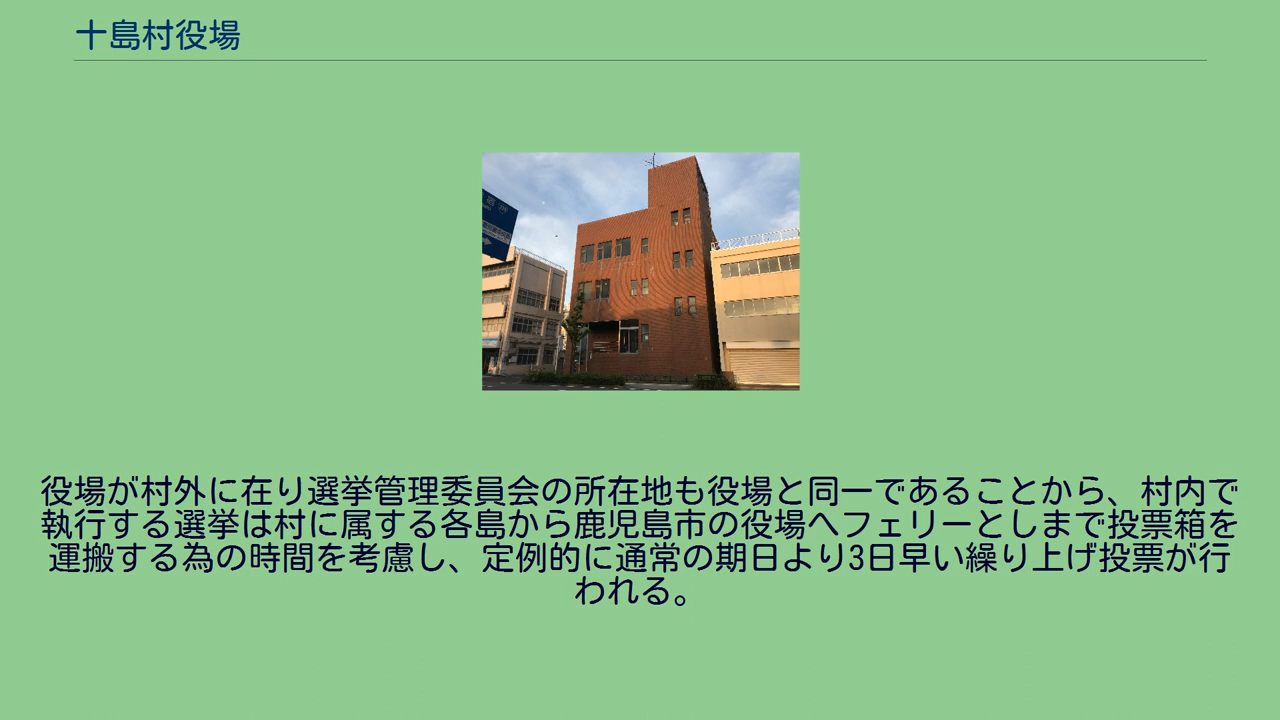 十島村役場
役場が村外に在り選挙管理委員会の所在地も役場と同一であることから、村内で
執行する選挙は村に属する各島から鹿児島市の役場へフェリーとしまで投票箱を
運搬する為の時間を考慮し、定例的に通常の期日より3日早い繰り上げ投票が行
われる。